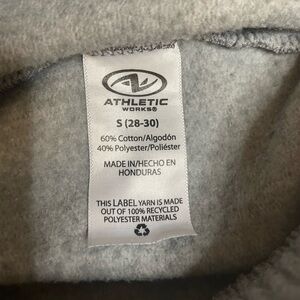 ATHLETIC
WORKS®
S (28-30)
60% Cotton/Algodón
40% Polyester/Poliéster
MADE IN/HECHO EN
HONDURAS
THIS LABEL YARN IS MADE
OUT OF 100% RECYCLED
POLYESTER MATERIALS